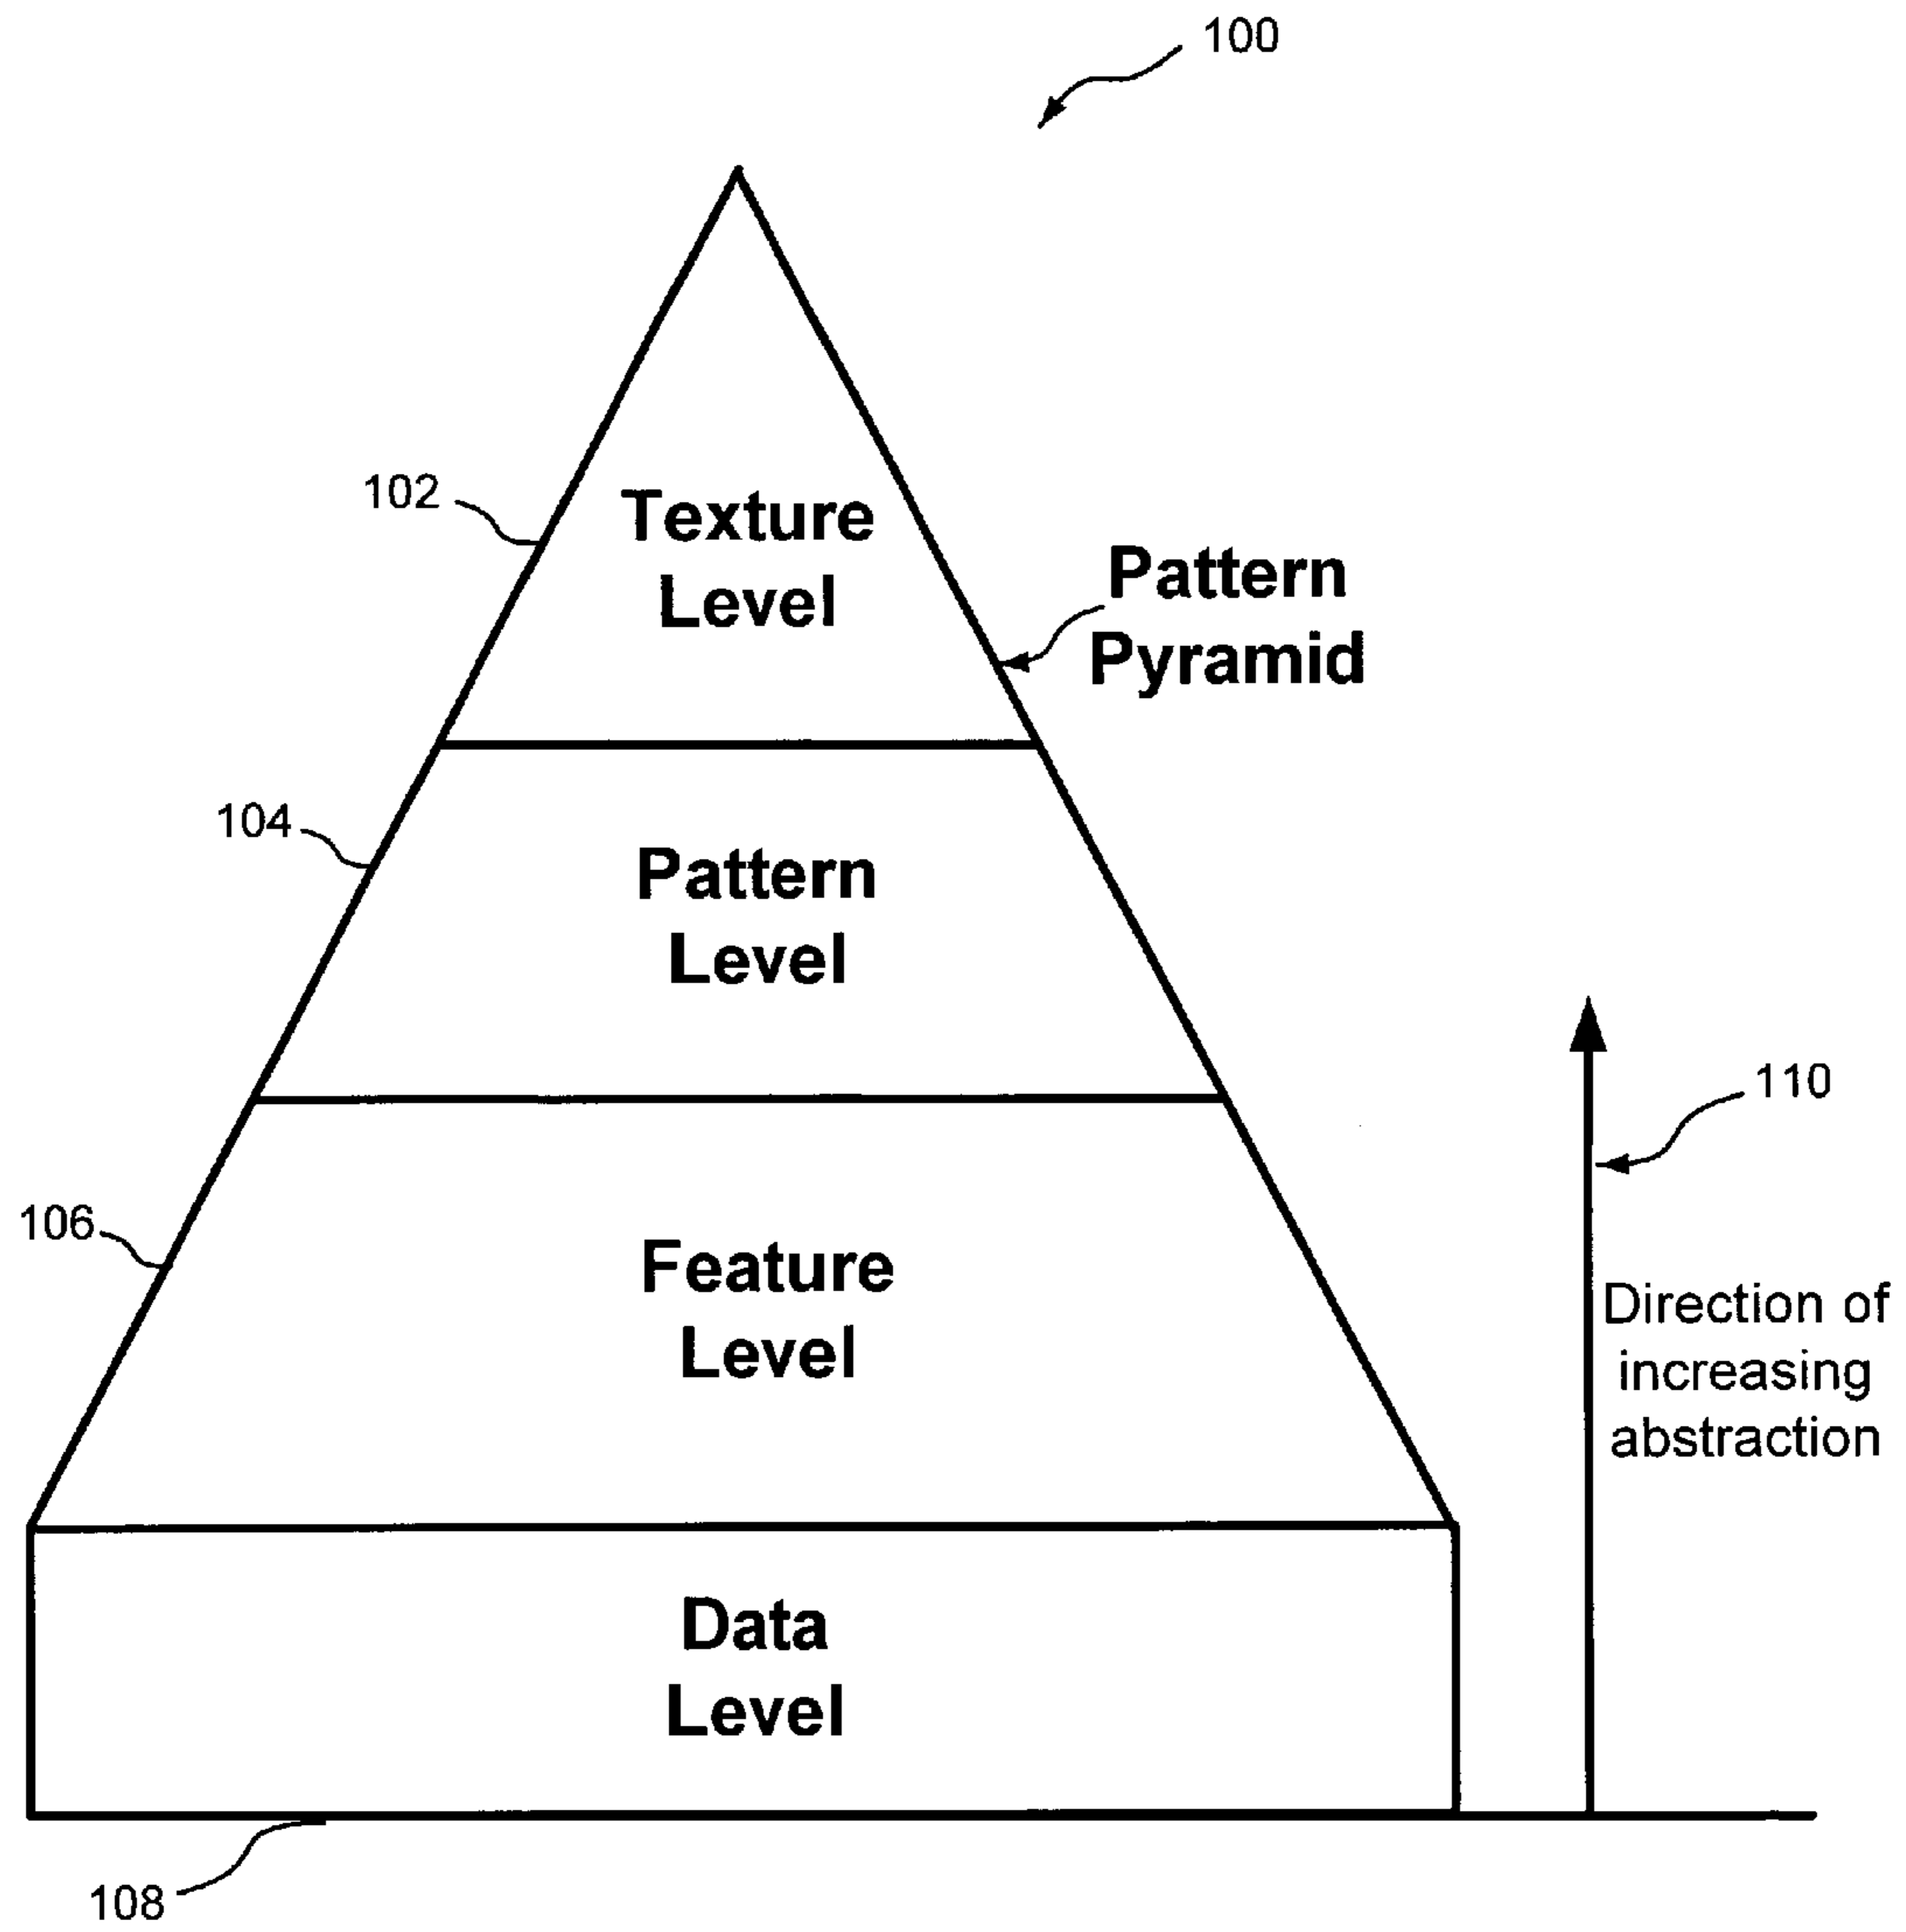 100
102
Texture
Level
Pattern
Pyramid
104
Pattern
Level
110
106
Feature
Level
Direction of
increasing
abstraction
Data
Level
108